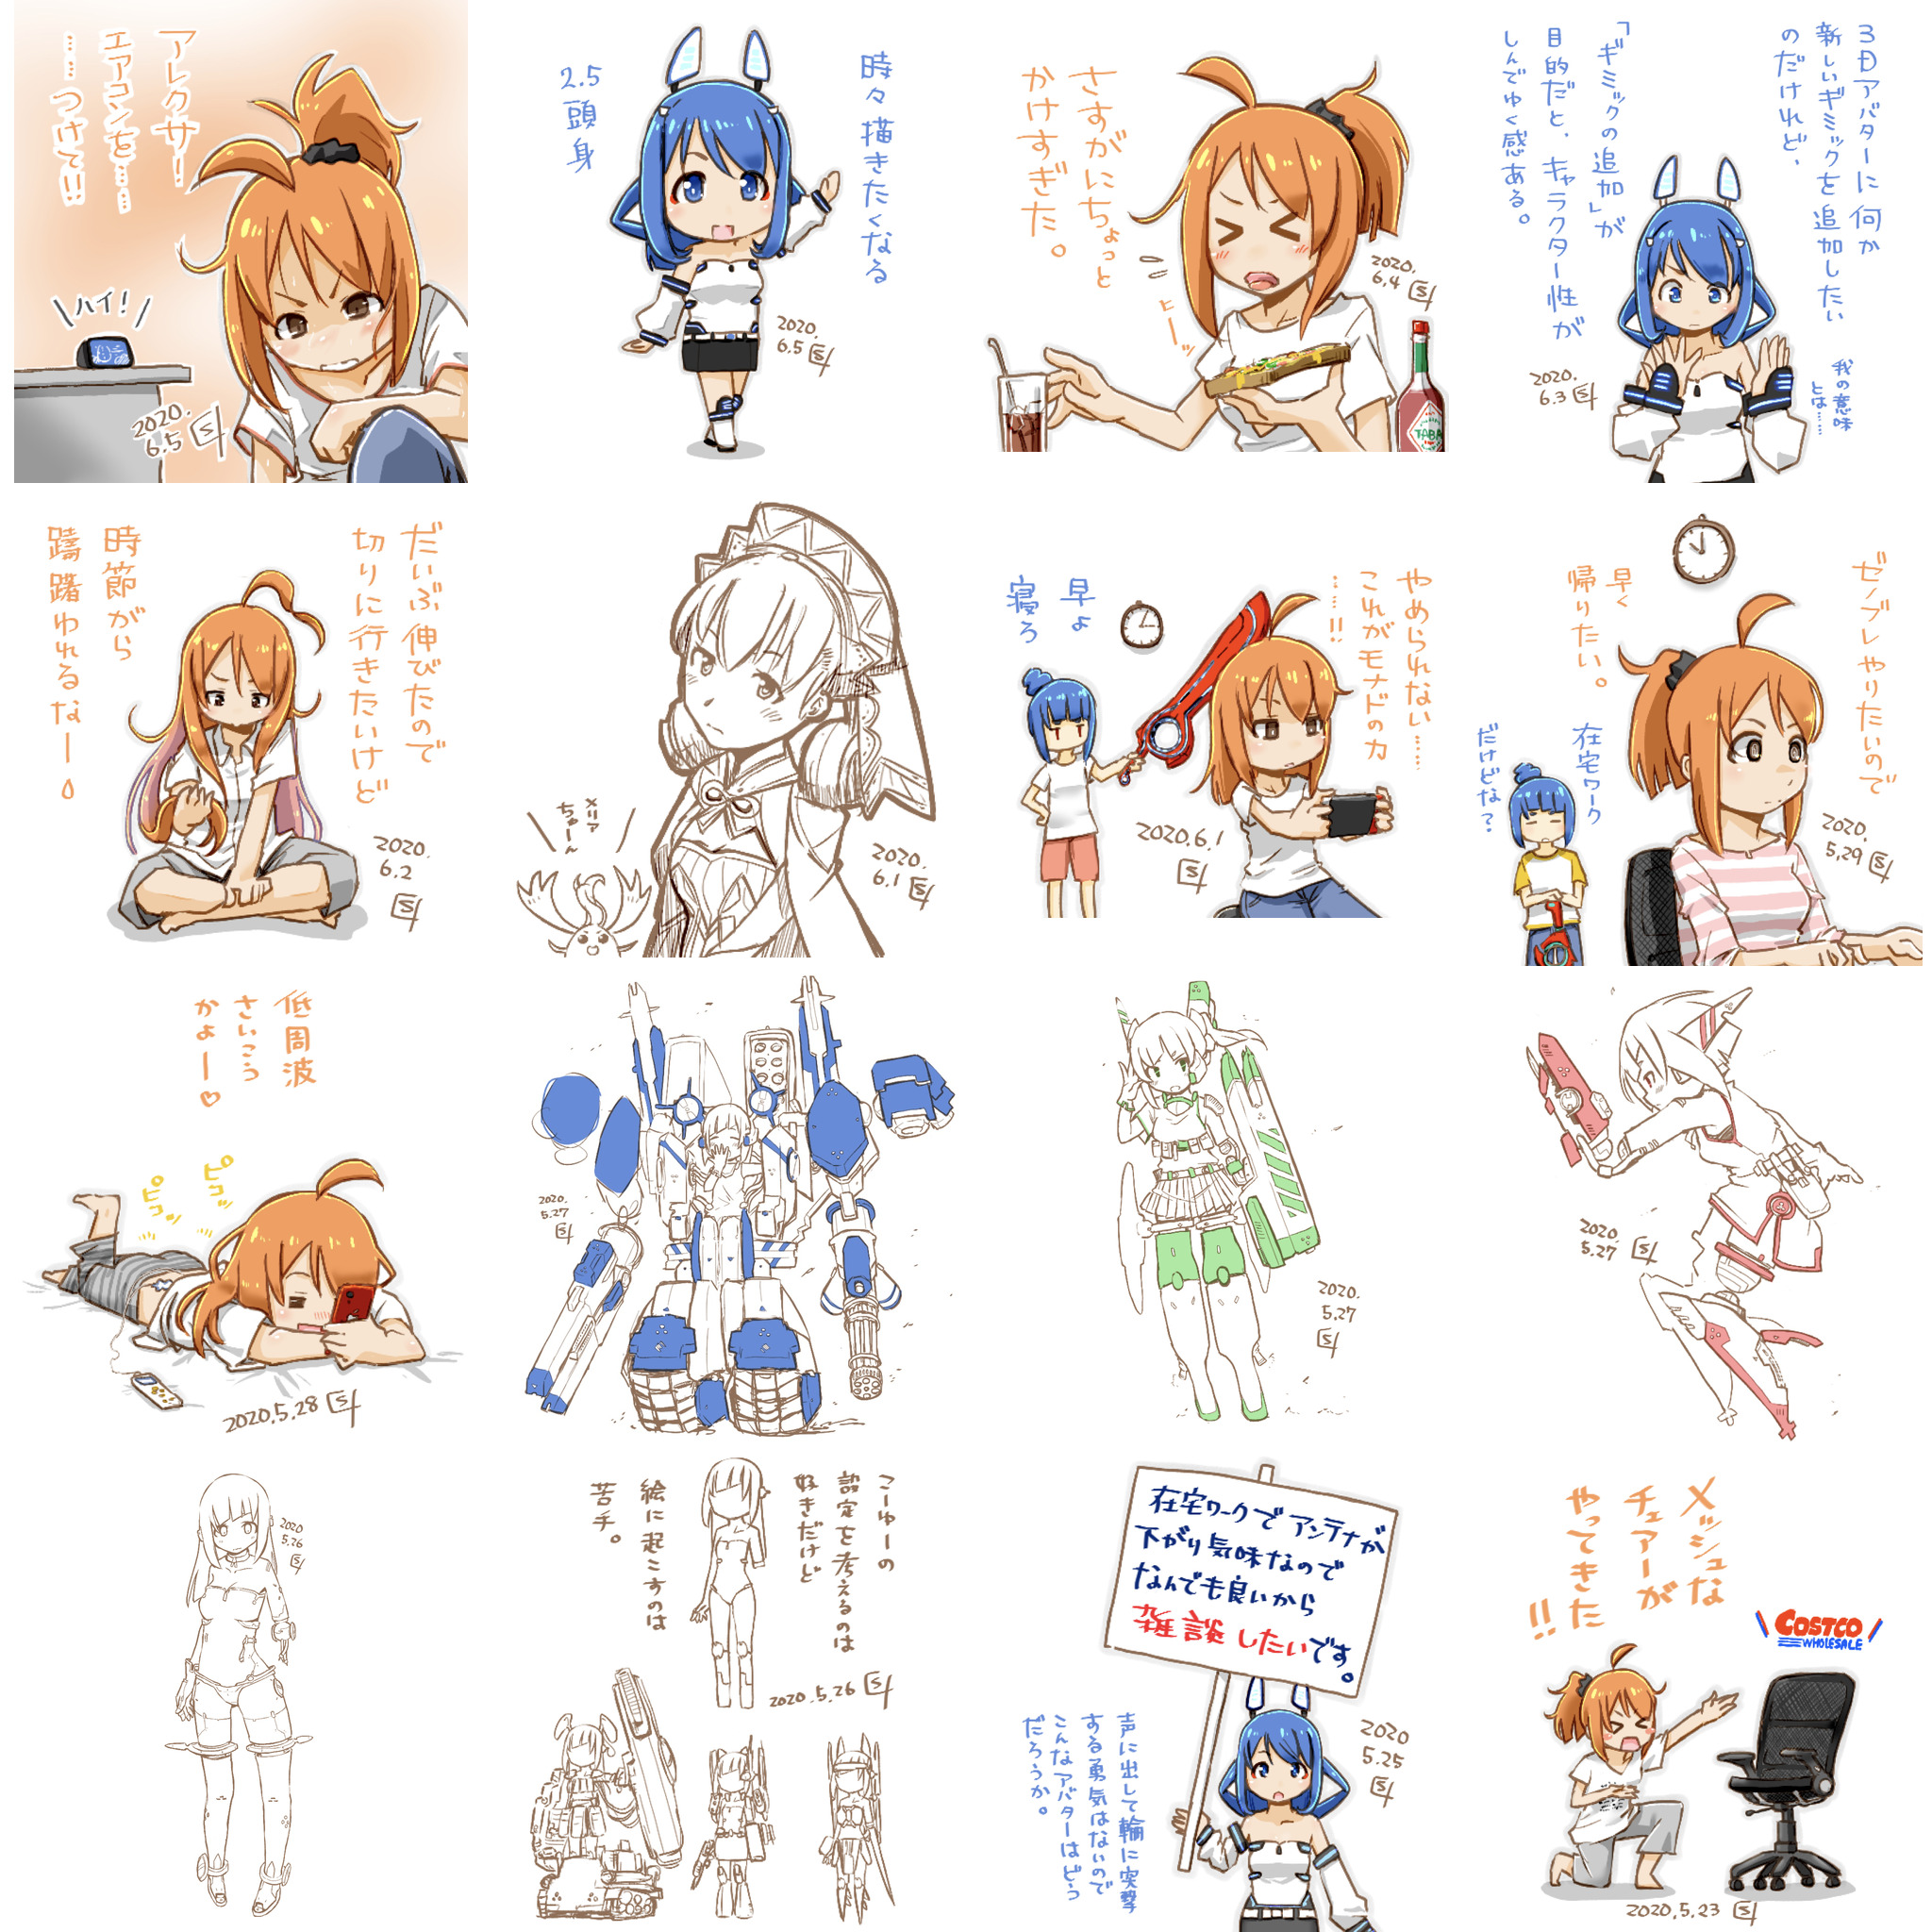 アレクサ!
エアコンを……
……つけて!!
\ハイ!/
2020.
6.5
時々描きたくなる
2.5頭身
2020.
6.5
さすがにちょっと
かけすぎた。
ヒーッ
2020.
6.4
TABA
3Dアバターに何か
新しいギミックを追加したい
のだけれど、
「ギミックの追加」が
目的だと、キャラクター性が
しんでゆく感ある。
我の意味
とは……
2020.
6.3
だいぶ伸びたので
切りに行きたいけど
時節がら
躊躇われるなー。
2020.
6.2
メリア
ちゃーん
2020.
6.1
やめられない……
これがモナドの力
……!!
早よ
寝ろ
2020.6.1
ゼノブレやりたいので
早く
帰りたい。
在宅ワーク
だけどな?
2020.
5.29
低周波
さいこう
かよー♡
ピコッ
ピコッ
2020.5.28
2020.
5.27
2020.
5.27
2020.
5.27
2020
5.26
こーゆーの
設定を考えるのは
好きだけど
絵に起こすのは
苦手。
2020.5.26
在宅ワークでアンテナが
下がり気味なので
なんでも良いから
雑談したいです。
声に出して輪に突撃
する勇気はないので
こんなアバターはどう
だろうか。
2020
5.25
メッシュな
チェアーが
やってきた
!!
COSTCO
WHOLESALE
2020.5.23